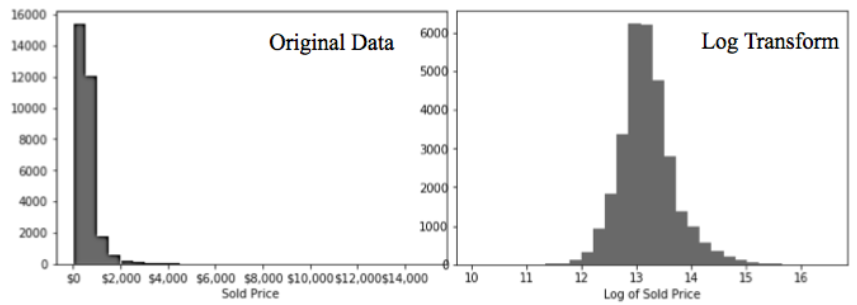 Original Data
16000
14000
12000
10000
8000
6000
4000
2000
0
$0 $2,000 $4,000 $6,000 $8,000 $10,000 $12,000 $14,000
Sold Price
Log Transform
6000
5000
4000
3000
2000
1000
0
10 11 12 13 14 15 16
Log of Sold Price